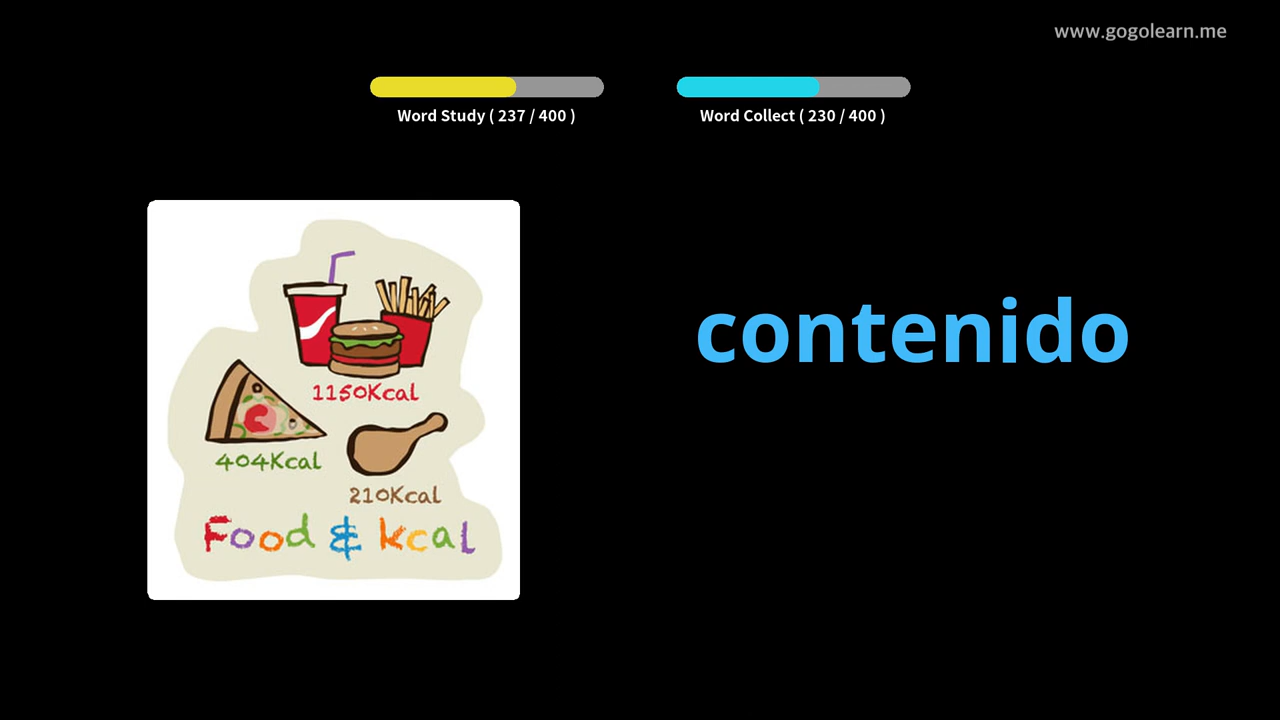 www.gogolearn.me
Word Study ( 237 / 400 )
Word Collect ( 230 / 400 )
1150Kcal
404Kcal
210Kcal
Food & kcal
contenido